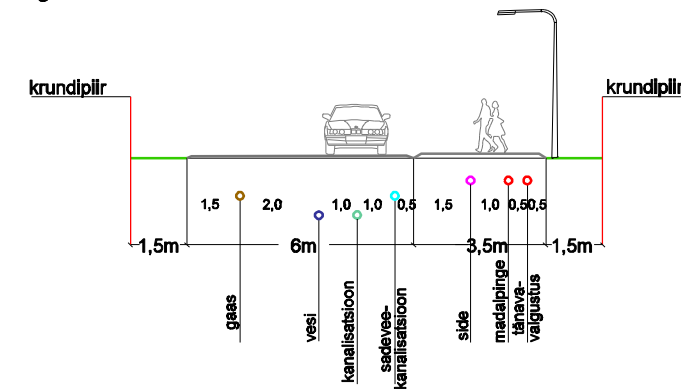 krundipiir
krundipiir
1,5 2,0 1,0 1,0 0,5 1,5 1,0 0,5 0,5
1,5m 6m 3,5m 1,5m
gaas
vesi
kanalisatsioon
sadevee-
kanalisatsioon
side
madalpinge
tänava-
valgustus